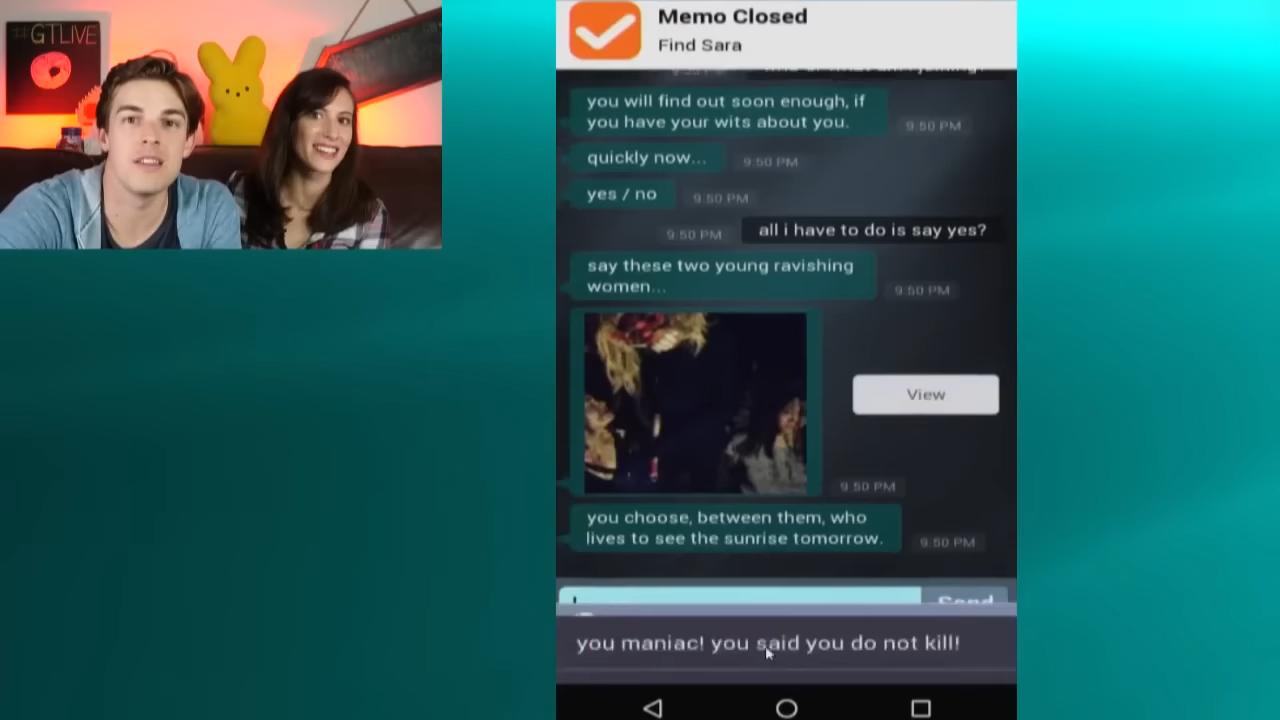 #GTLIVE
Memo Closed
Find Sara
you will find out soon enough, if
you have your wits about you.
9:50 PM
quickly now...
9:50 PM
yes / no
9:50 PM
9:50 PM
all i have to do is say yes?
say these two young ravishing
women...
9:50 PM
View
9:50 PM
you choose, between them, who
lives to see the sunrise tomorrow.
9:50 PM
Send
you maniac! you said you do not kill!